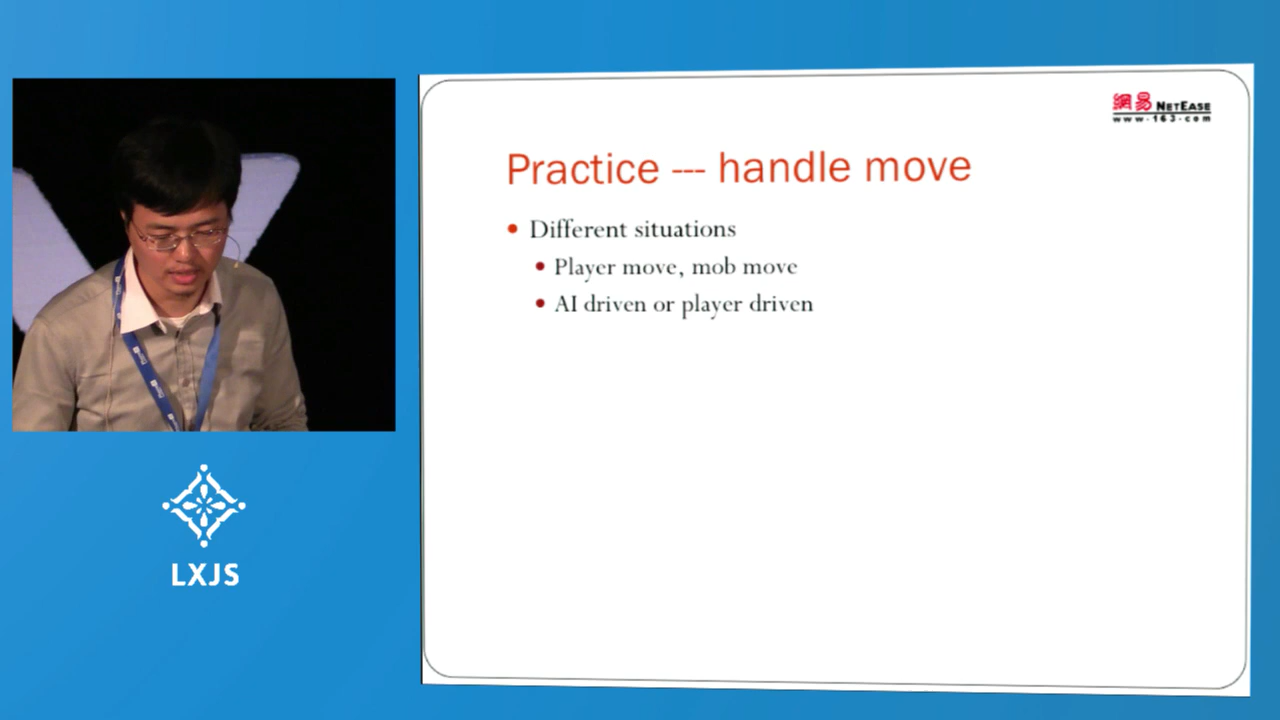 網易 NETEASE
www.163.com
Practice --- handle move
Different situations
Player move, mob move
AI driven or player driven
LXJS